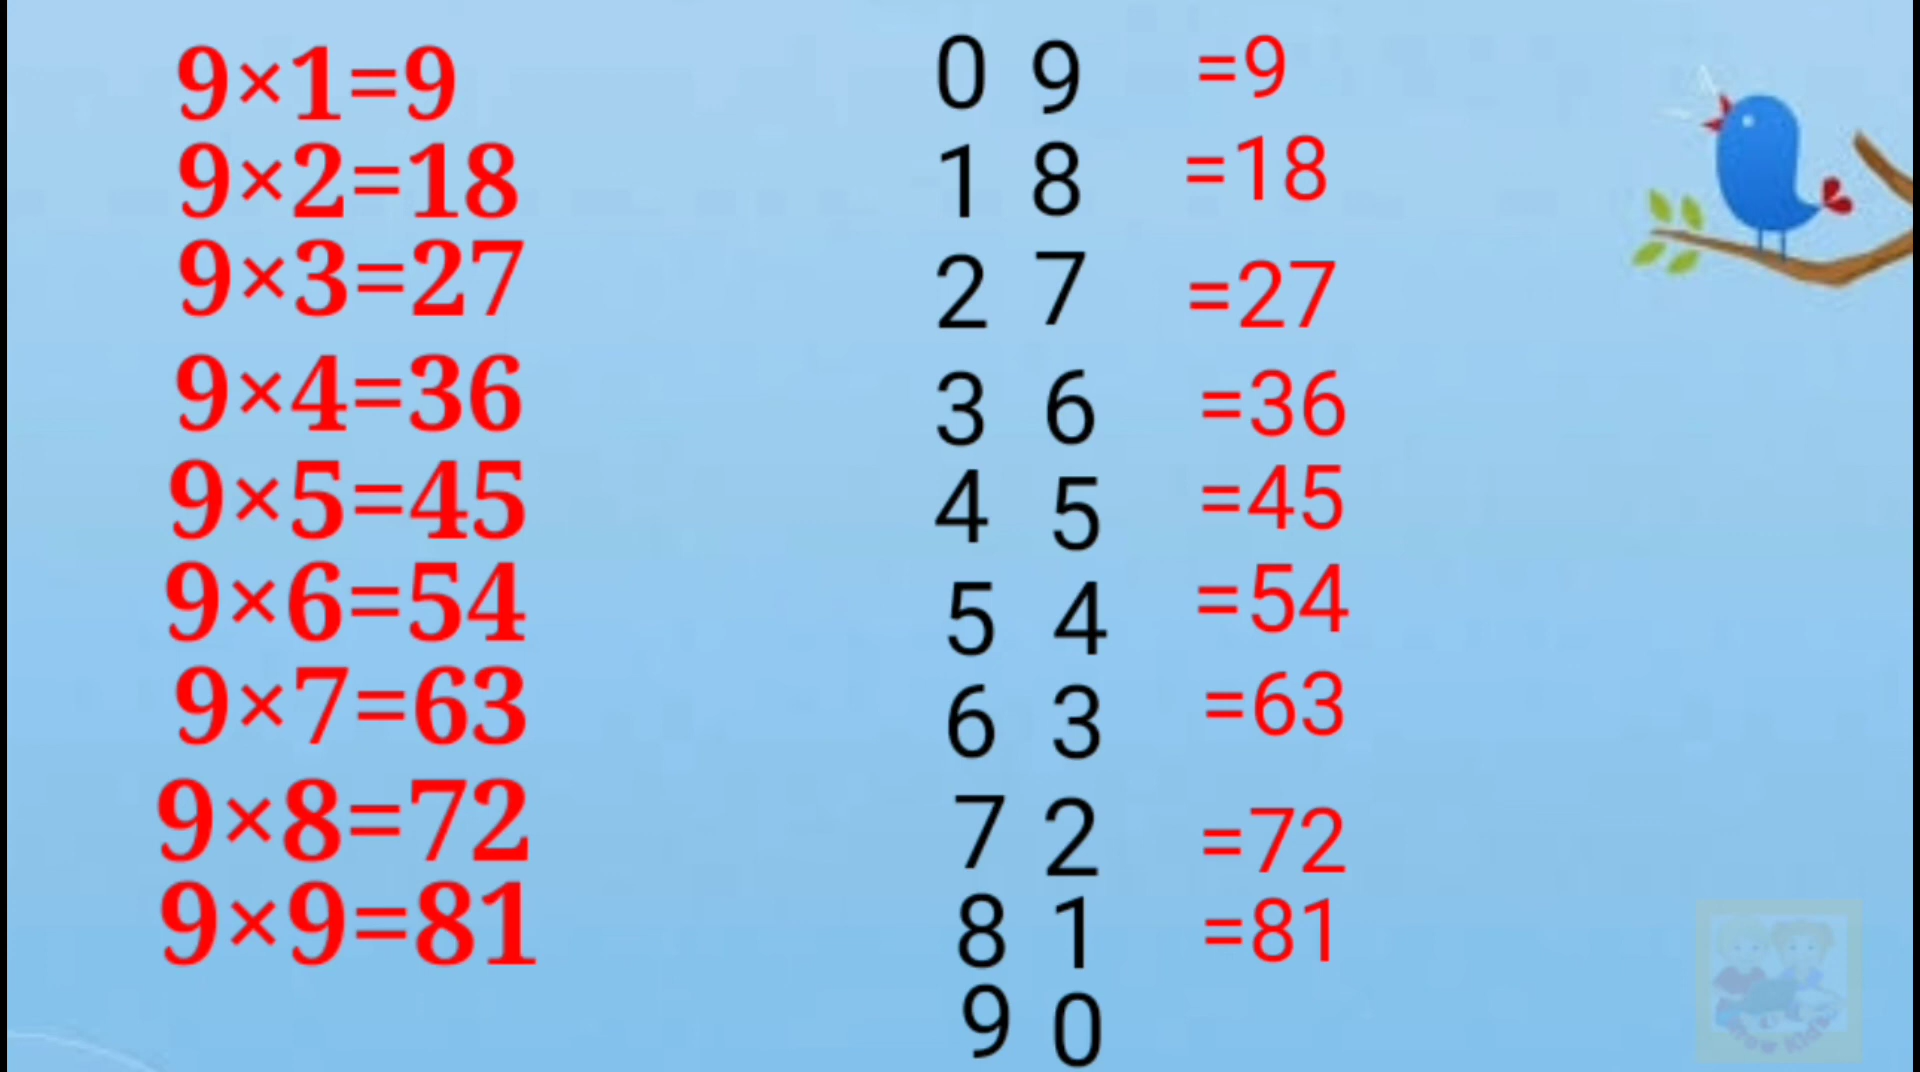 9×1=9
9×2=18
9×3=27
9×4=36
9×5=45
9×6=54
9×7=63
9×8=72
9×9=81
0 9 =9
1 8 =18
2 7 =27
3 6 =36
4 5 =45
5 4 =54
6 3 =63
7 2 =72
8 1 =81
9 0